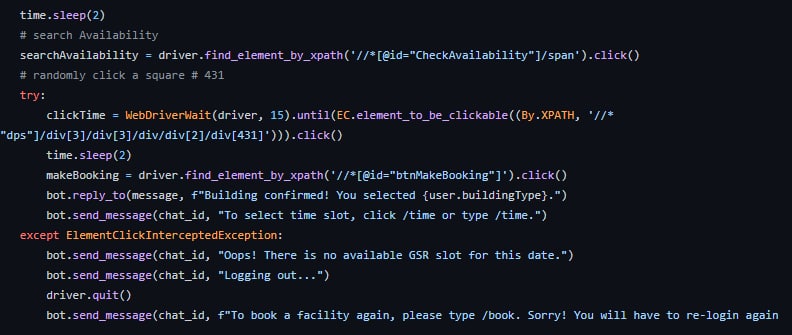 time.sleep(2)
# search Availability
searchAvailability = driver.find_element_by_xpath('//*[@id="CheckAvailability"]/span').click()
# randomly click a square # 431
try:
clickTime = WebDriverWait(driver, 15).until(EC.element_to_be_clickable((By.XPATH, '//*
"dps"]/div[3]/div[3]/div/div[2]/div[431]'))).click()
time.sleep(2)
makeBooking = driver.find_element_by_xpath('//*[@id="btnMakeBooking"]').click()
bot.reply_to(message, f"Building confirmed! You selected {user.buildingType}.")
bot.send_message(chat_id, "To select time slot, click /time or type /time.")
except ElementClickInterceptedException:
bot.send_message(chat_id, "Oops! There is no available GSR slot for this date.")
bot.send_message(chat_id, "Logging out...")
driver.quit()
bot.send_message(chat_id, f"To book a facility again, please type /book. Sorry! You will have to re-login again